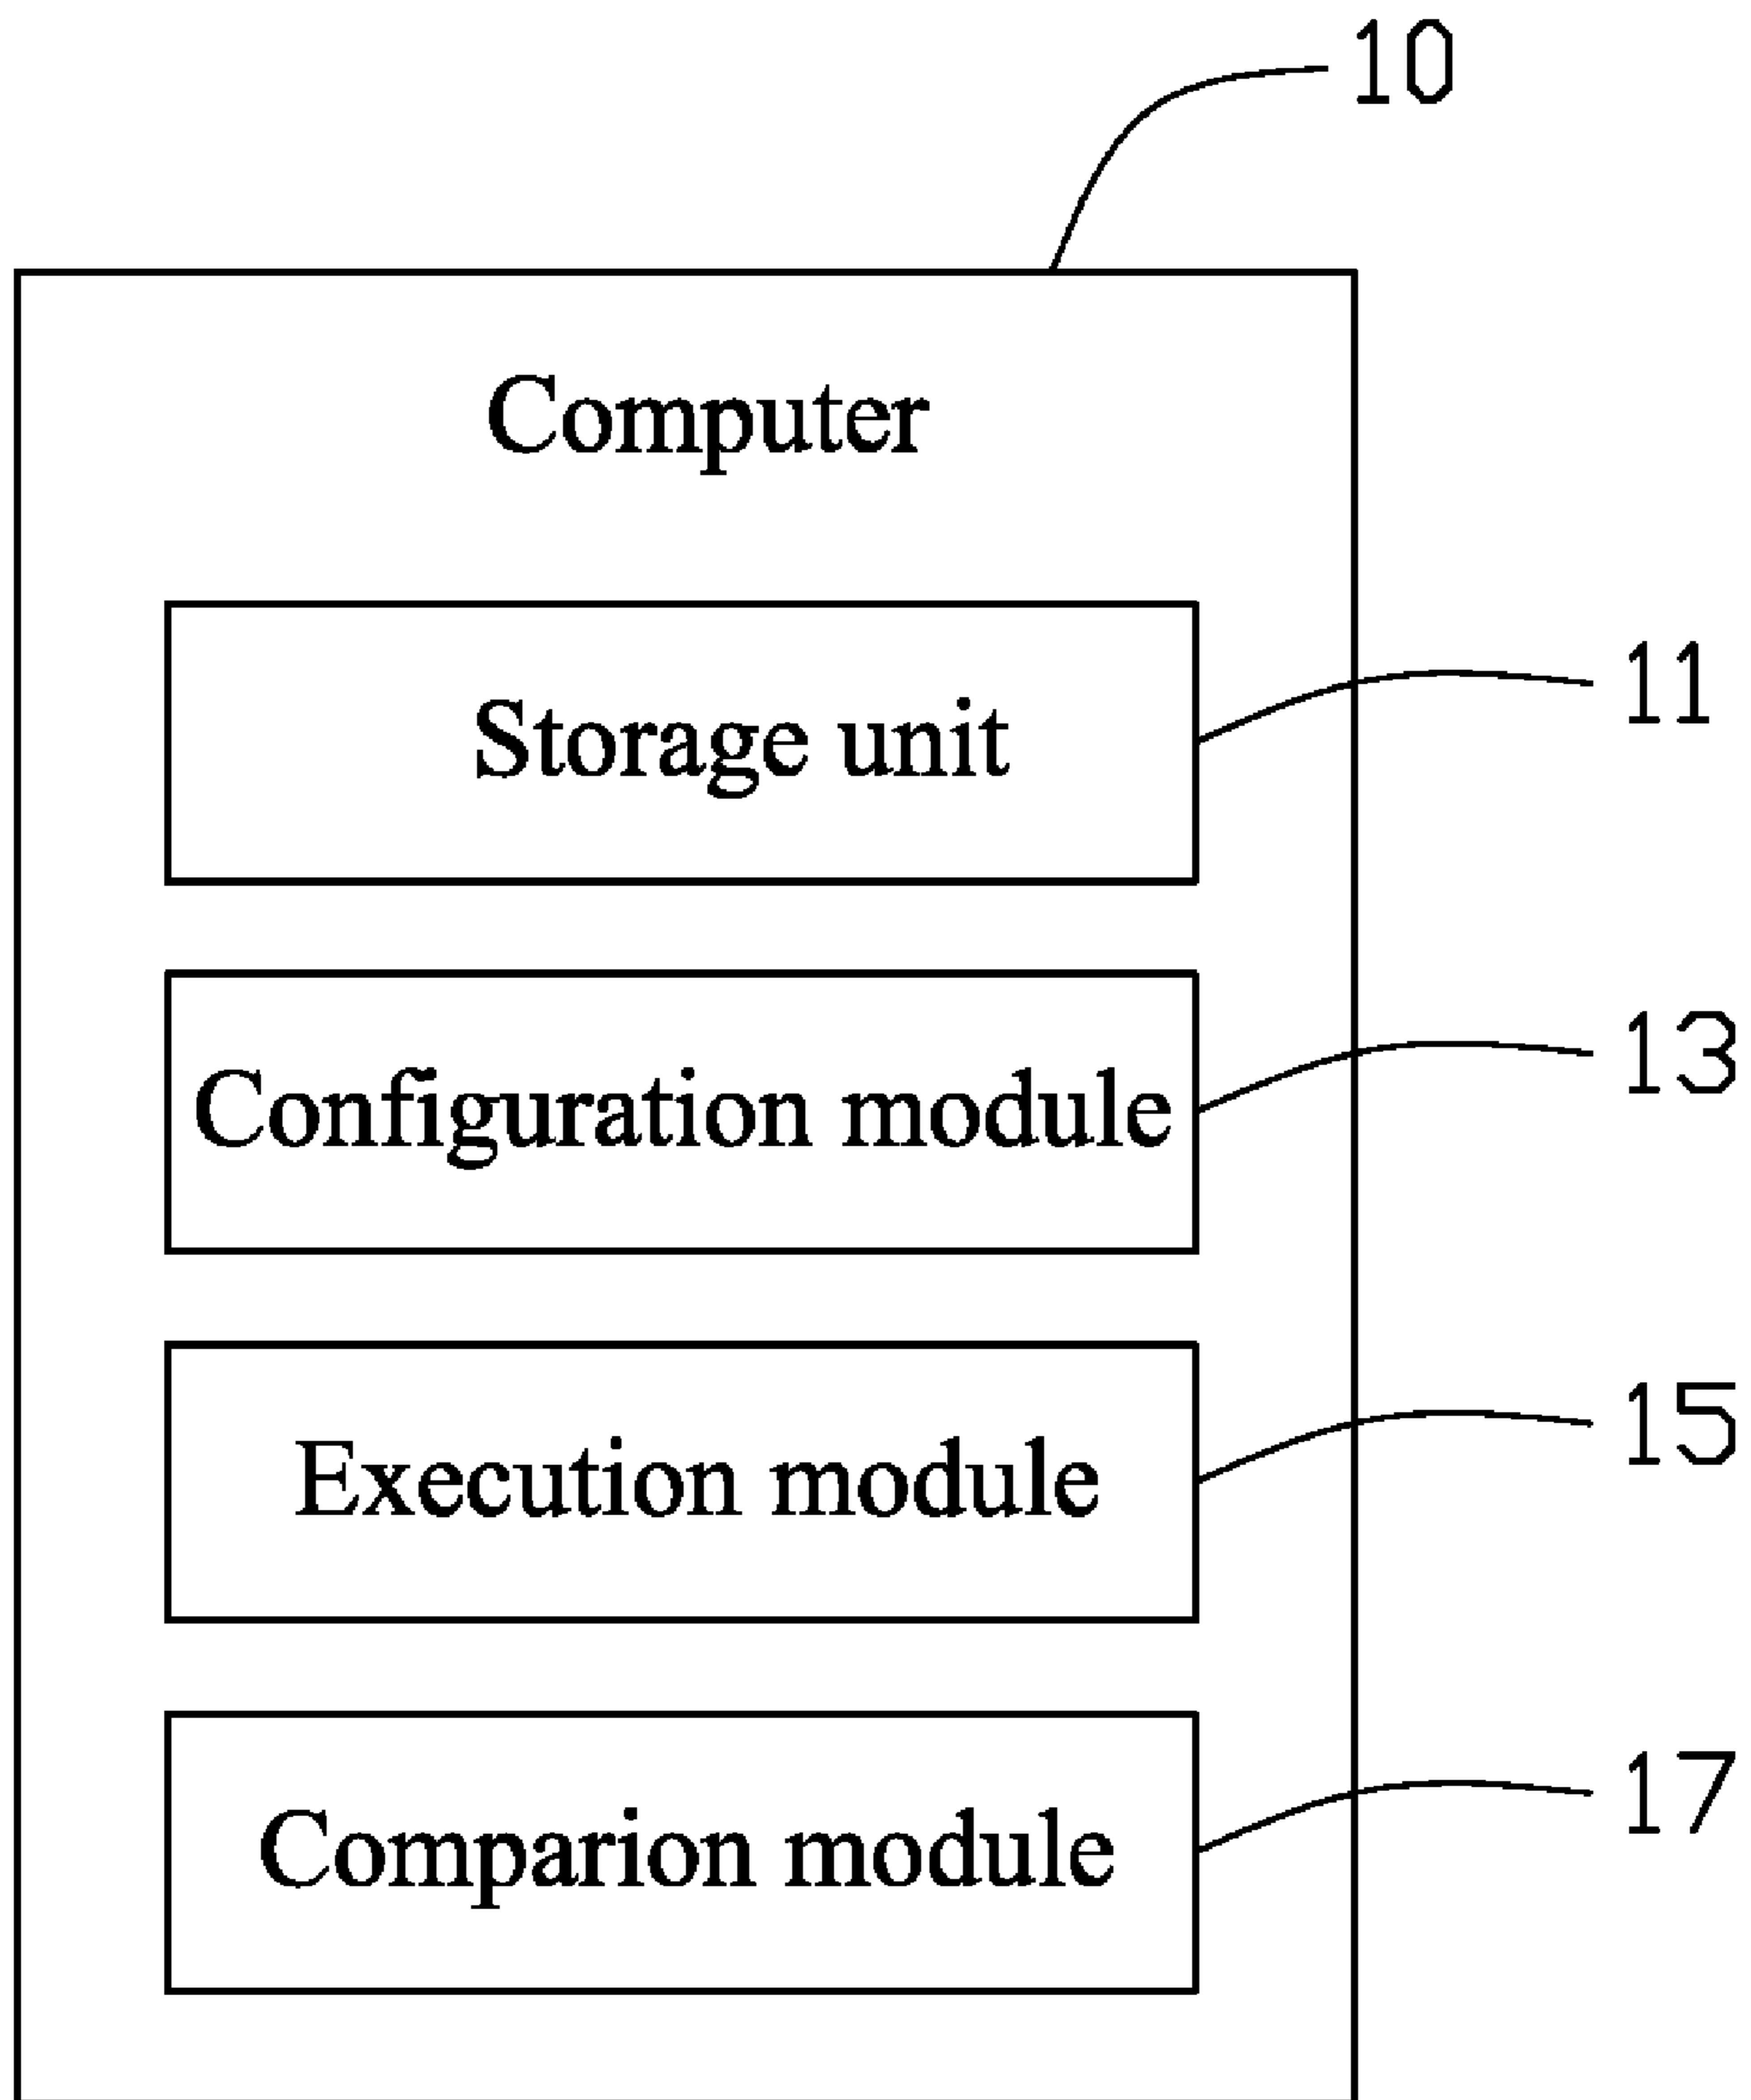 10
Computer
Storage unit
11
Configuration module
13
Execution module
15
Comparion module
17